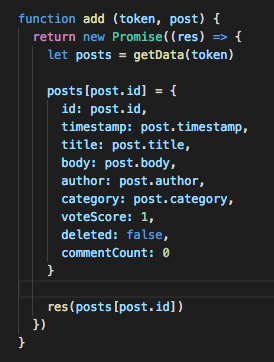 function add (token, post) {
  return new Promise((res) => {
    let posts = getData(token)

    posts[post.id] = {
      id: post.id,
      timestamp: post.timestamp,
      title: post.title,
      body: post.body,
      author: post.author,
      category: post.category,
      voteScore: 1,
      deleted: false,
      commentCount: 0
    }

    res(posts[post.id])
  })
}